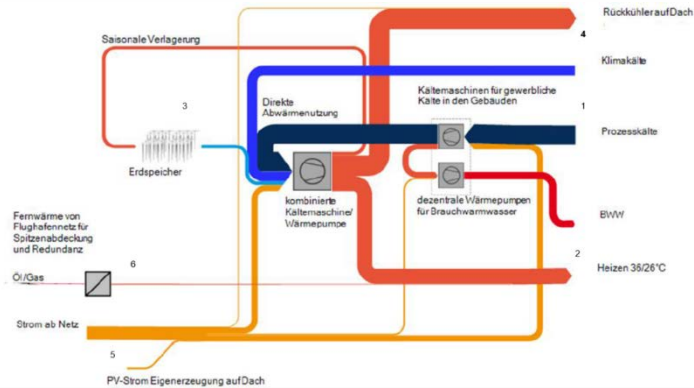 Rückkühler auf Dach
4
Saisonale Verlagerung
Klimakälte
Kältemaschinen für gewerbliche
Kälte in den Gebäuden
3
Direkte
Abwärmenutzung
1
Prozesskälte
Erdspeicher
kombinierte
Kältemaschine/
Wärmepumpe
dezentrale Wärmepumpen
für Brauchwarmwasser
BWW
Fernwärme von
Flughafennetz für
Spitzenabdeckung
und Redundanz
2
6
Öl/Gas
Heizen 36/26°C
Strom ab Netz
5
PV-Strom Eigenerzeugung auf Dach